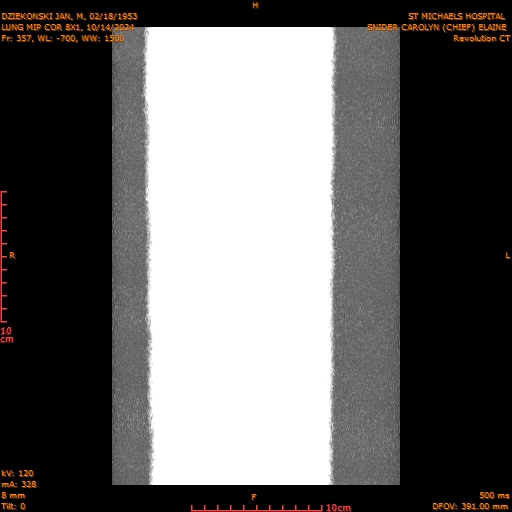 H
DZIEKONSKI JAN, M, 02/18/1953
ST MICHAELS HOSPITAL
LUNG MIP COR 8X1, 10/14/2024
SNIDER CAROLYN (CHIEF) ELAINE
Fr: 357, WL: -700, WW: 1500
Revolution CT
R
L
10
cm
kV: 120
mA: 328
8 mm
500 ms
Tilt: 0
F
DFOV: 391.00 mm
10cm